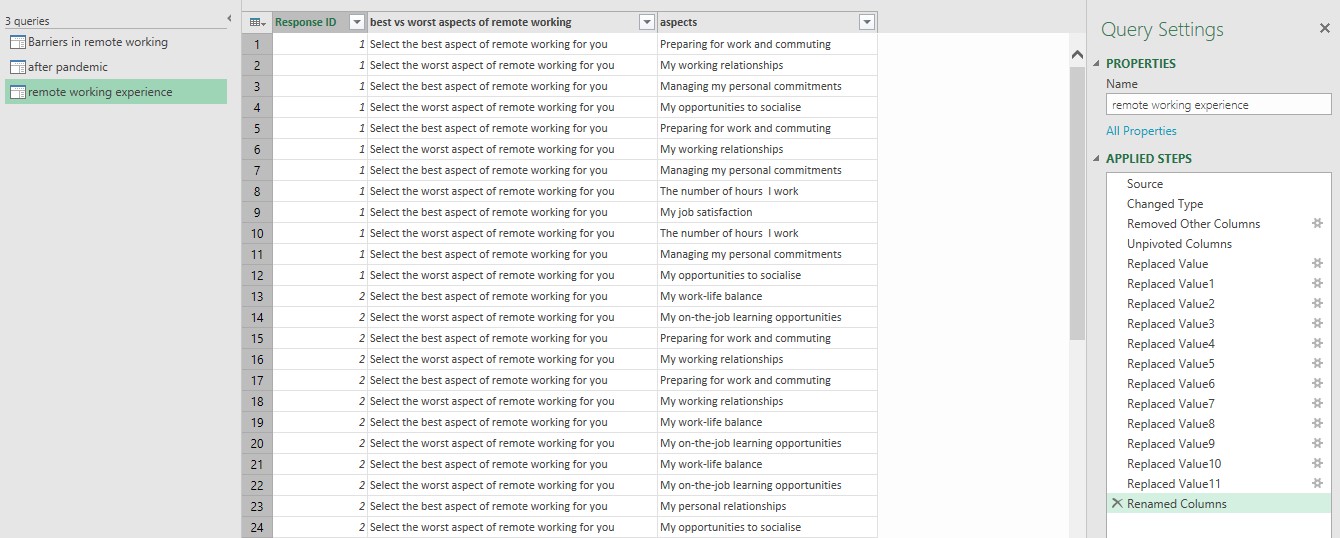 3 queries
Barriers in remote working
after pandemic
remote working experience
Response ID best vs worst aspects of remote working aspects
1 1 Select the best aspect of remote working for you Preparing for work and commuting
2 1 Select the worst aspect of remote working for you My working relationships
3 1 Select the best aspect of remote working for you Managing my personal commitments
4 1 Select the worst aspect of remote working for you My opportunities to socialise
5 1 Select the best aspect of remote working for you Preparing for work and commuting
6 1 Select the worst aspect of remote working for you My working relationships
7 1 Select the best aspect of remote working for you Managing my personal commitments
8 1 Select the worst aspect of remote working for you The number of hours  I work
9 1 Select the best aspect of remote working for you My job satisfaction
10 1 Select the worst aspect of remote working for you The number of hours  I work
11 1 Select the best aspect of remote working for you Managing my personal commitments
12 1 Select the worst aspect of remote working for you My opportunities to socialise
13 2 Select the best aspect of remote working for you My work-life balance
14 2 Select the worst aspect of remote working for you My on-the-job learning opportunities
15 2 Select the best aspect of remote working for you Preparing for work and commuting
16 2 Select the worst aspect of remote working for you My working relationships
17 2 Select the best aspect of remote working for you Preparing for work and commuting
18 2 Select the worst aspect of remote working for you My working relationships
19 2 Select the best aspect of remote working for you My work-life balance
20 2 Select the worst aspect of remote working for you My on-the-job learning opportunities
21 2 Select the best aspect of remote working for you My work-life balance
22 2 Select the worst aspect of remote working for you My on-the-job learning opportunities
23 2 Select the best aspect of remote working for you My personal relationships
24 2 Select the worst aspect of remote working for you My opportunities to socialise
Query Settings
PROPERTIES
Name
remote working experience
All Properties
APPLIED STEPS
Source
Changed Type
Removed Other Columns
Unpivoted Columns
Replaced Value
Replaced Value1
Replaced Value2
Replaced Value3
Replaced Value4
Replaced Value5
Replaced Value6
Replaced Value7
Replaced Value8
Replaced Value9
Replaced Value10
Replaced Value11
Renamed Columns